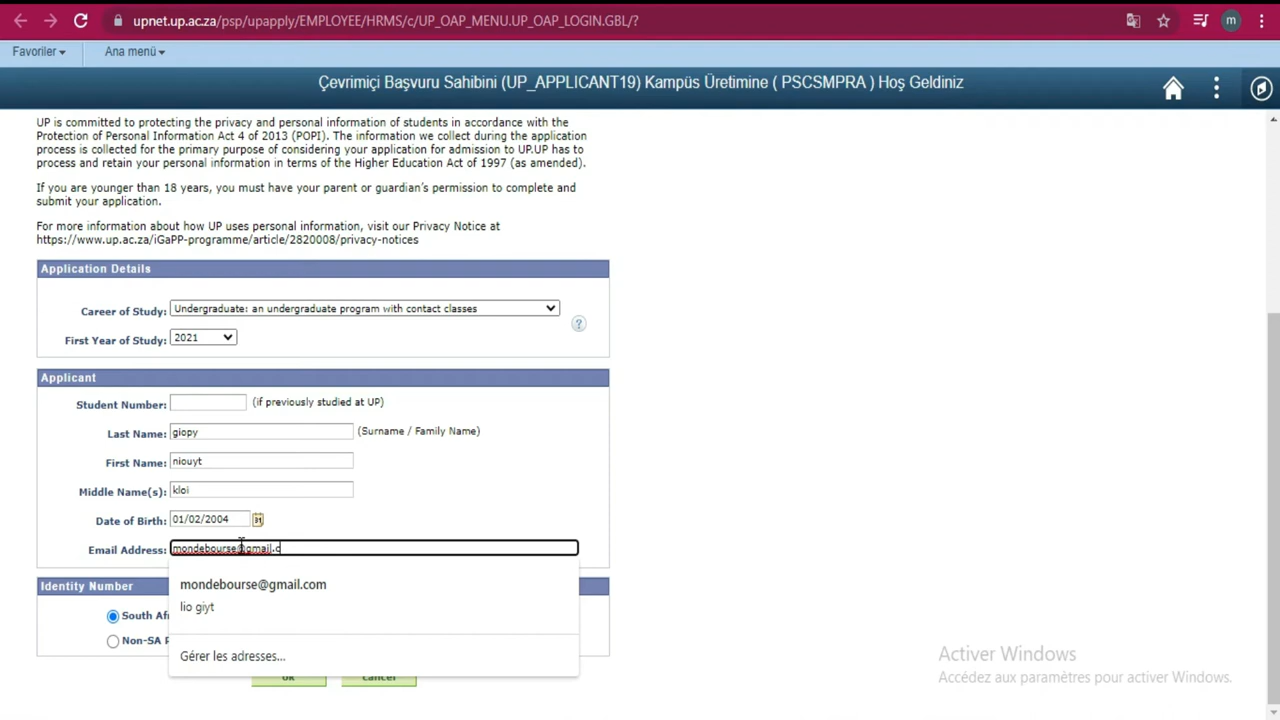 upnet.up.ac.za/psp/upapply/EMPLOYEE/HRMS/c/UP_OAP_MENU.UP_OAP_LOGIN.GBL/?
m
Favoriler
Ana menü
Çevrimiçi Başvuru Sahibini (UP_APPLICANT19) Kampüs Üretimine ( PSCSMPRA ) Hoş Geldiniz
UP is committed to protecting the privacy and personal information of students in accordance with the
Protection of Personal Information Act 4 of 2013 (POPI). The information we collect during the application
process is collected for the primary purpose of considering your application for admission to UP.UP has to
process and retain your personal information in terms of the Higher Education Act of 1997 (as amended).
If you are younger than 18 years, you must have your parent or guardian's permission to complete and
submit your application.
For more information about how UP uses personal information, visit our Privacy Notice at
https://www.up.ac.za/iGaPP-programme/article/2820008/privacy-notices
Application Details
Career of Study: Undergraduate: an undergraduate program with contact classes
?
First Year of Study: 2021
Applicant
Student Number: (if previously studied at UP)
Last Name: giopy (Surname / Family Name)
First Name: niouyt
Middle Name(s): kloi
Date of Birth: 01/02/2004 31
Email Address: mondebourse@gmail.c
Identity Number
mondebourse@gmail.com
lio giyt
South Afr
Non-SA
Gérer les adresses...
OK Cancel
Activer Windows
Accédez aux paramètres pour activer Windows.